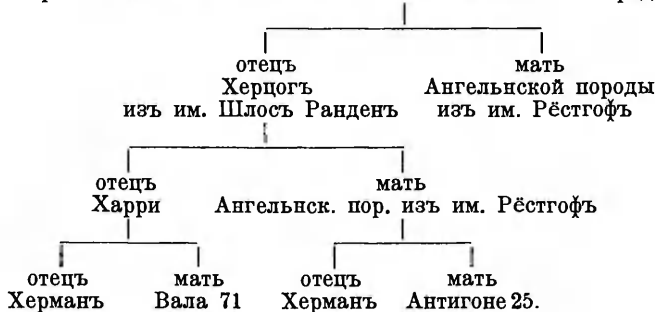 отецъ мать
Херцогъ Ангельнской породы
изъ им. Шлосъ Ранденъ изъ им. Рёстгофъ
отецъ мать
Харри Ангельнск. пор. изъ им. Рёстгофъ
отецъ мать отецъ мать
Херманъ Вала 71 Херманъ Антигоне 25.